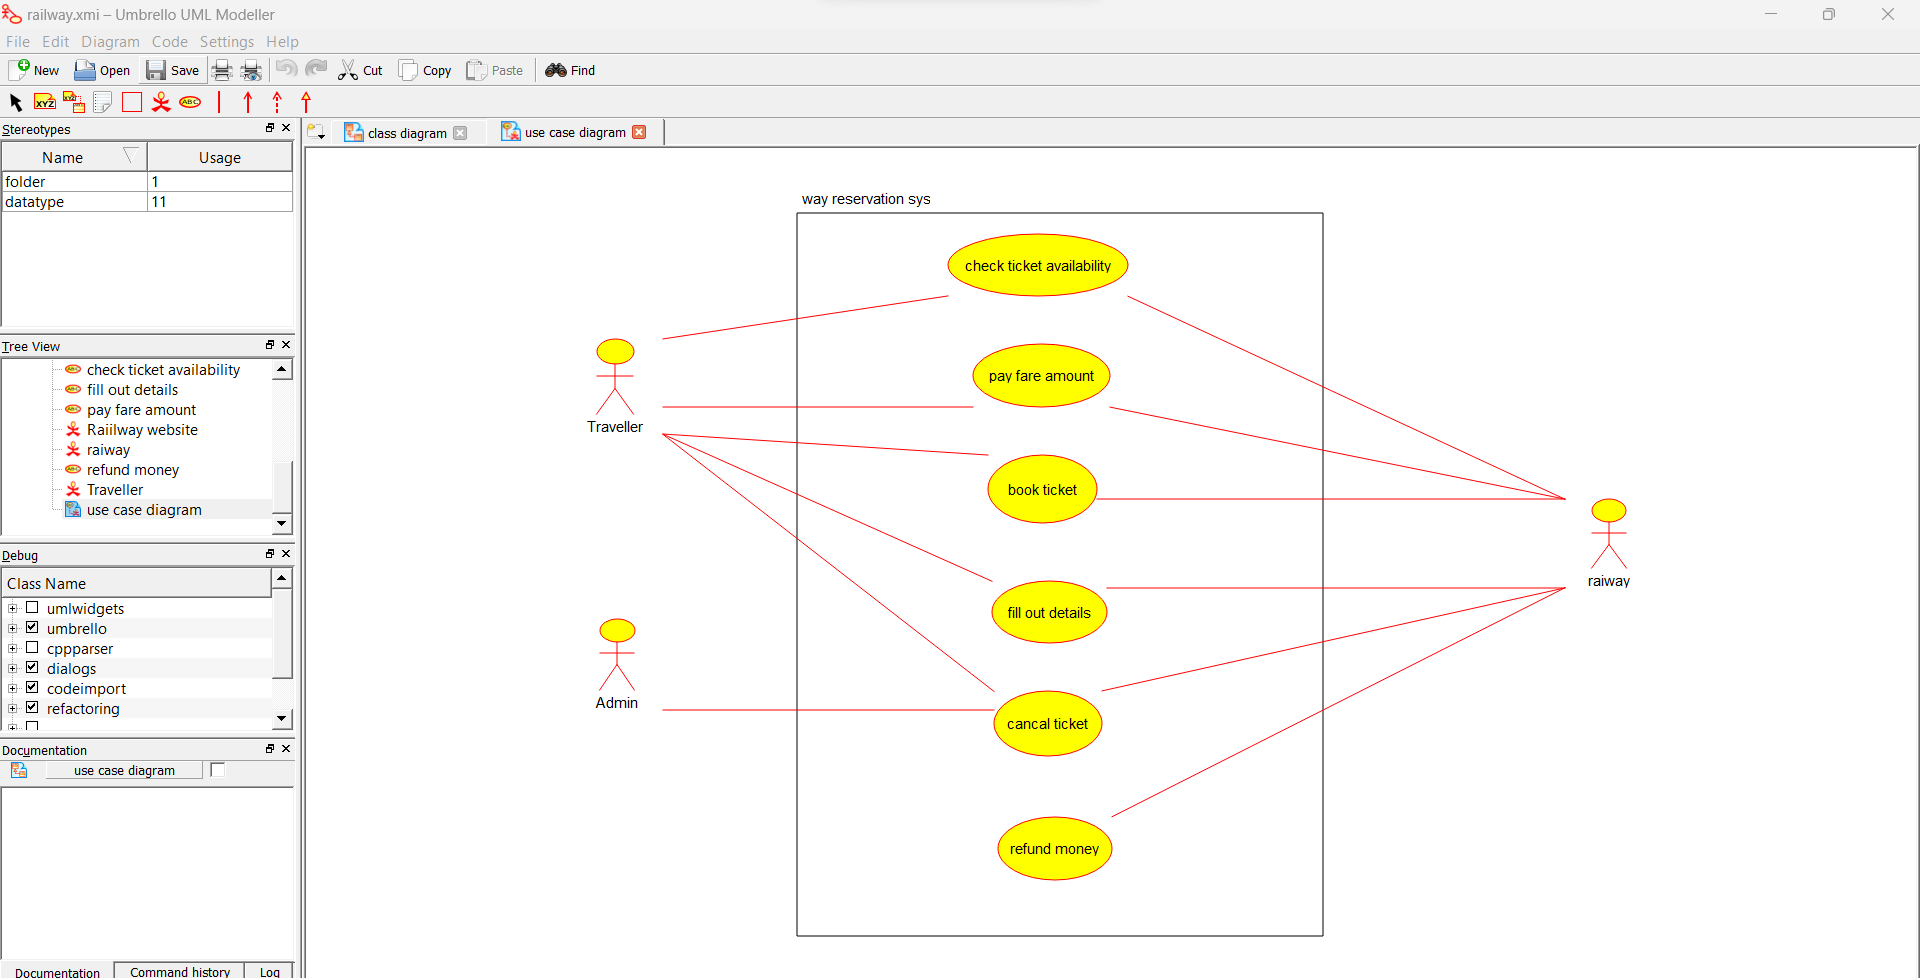 railway.xmi – Umbrello UML Modeller
File Edit Diagram Code Settings Help
New Open Save Cut Copy Paste Find
XYZ XYZ ABC
Stereotypes
class diagram use case diagram
Name Usage
folder 1
datatype 11
Tree View
check ticket availability
fill out details
pay fare amount
Raiilway website
raiway
refund money
Traveller
use case diagram
Debug
Class Name
umlwidgets
umbrello
cppparser
dialogs
codeimport
refactoring
Documentation
use case diagram
Documentation Command history Log
way reservation sys
check ticket availability
pay fare amount
Traveller
book ticket
raiway
fill out details
Admin
cancal ticket
refund money